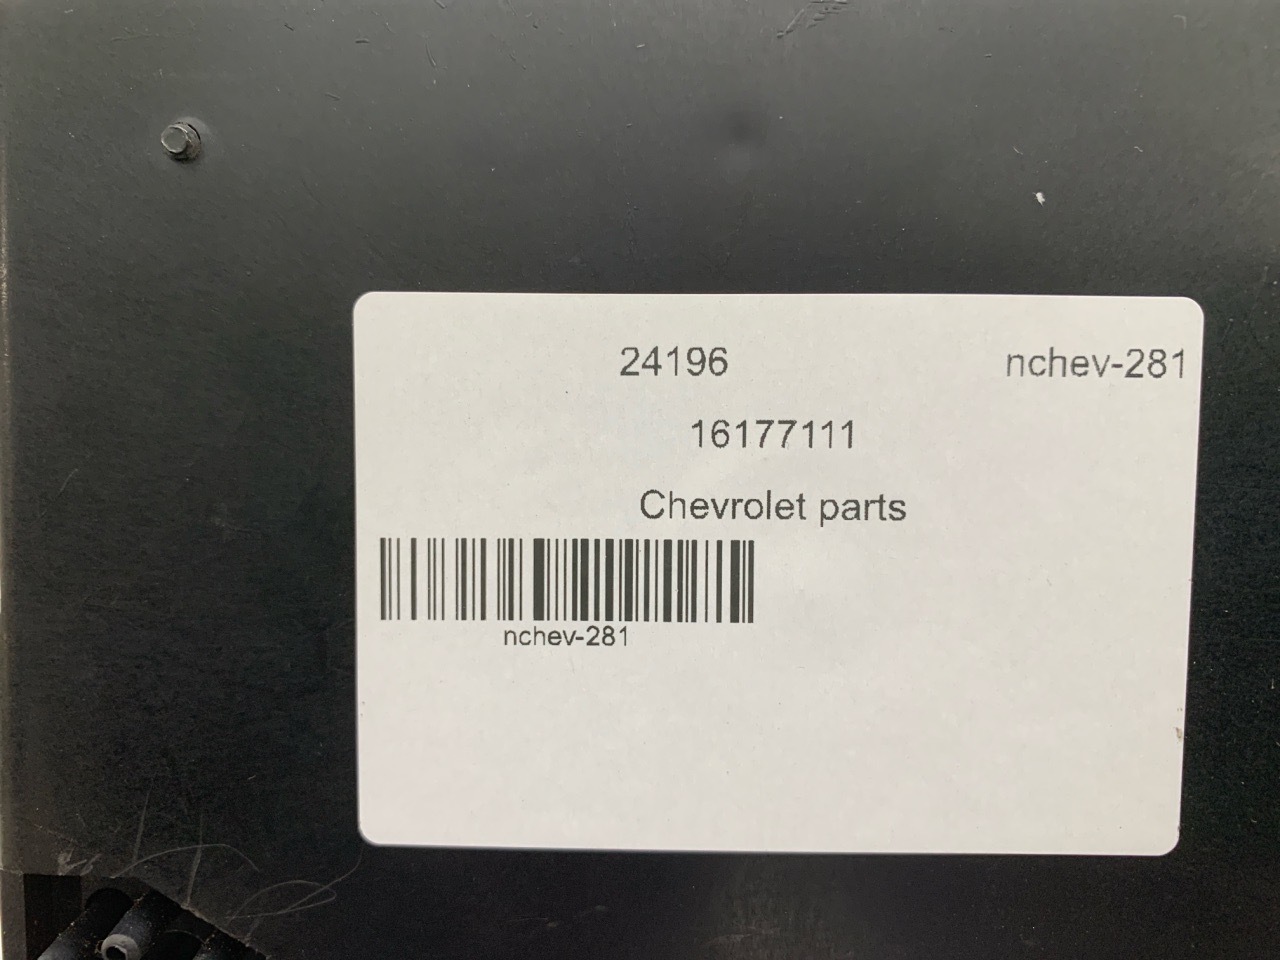 24196 nchev-281
16177111
Chevrolet parts
nchev-281